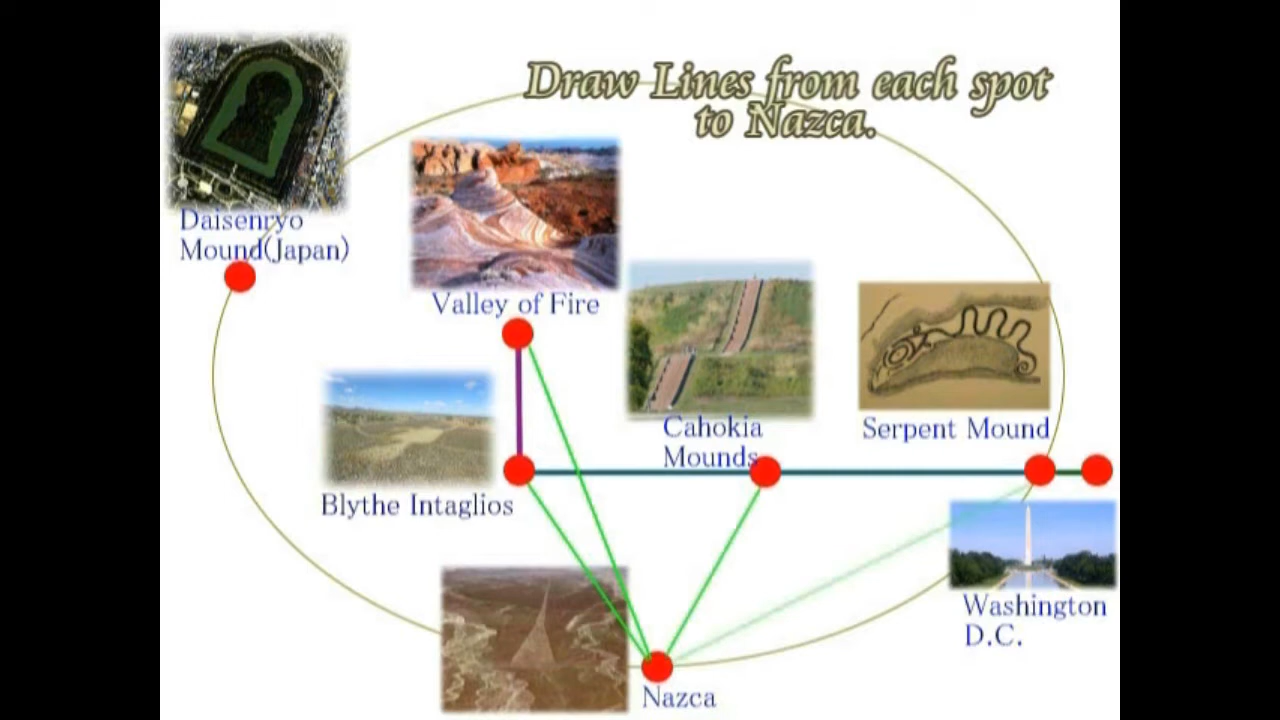 Draw Lines from each spot
to Nazca.
Daisenryo
Mound(Japan)
Valley of Fire
Cahokia
Mounds
Serpent Mound
Blythe Intaglios
Washington
D.C.
Nazca